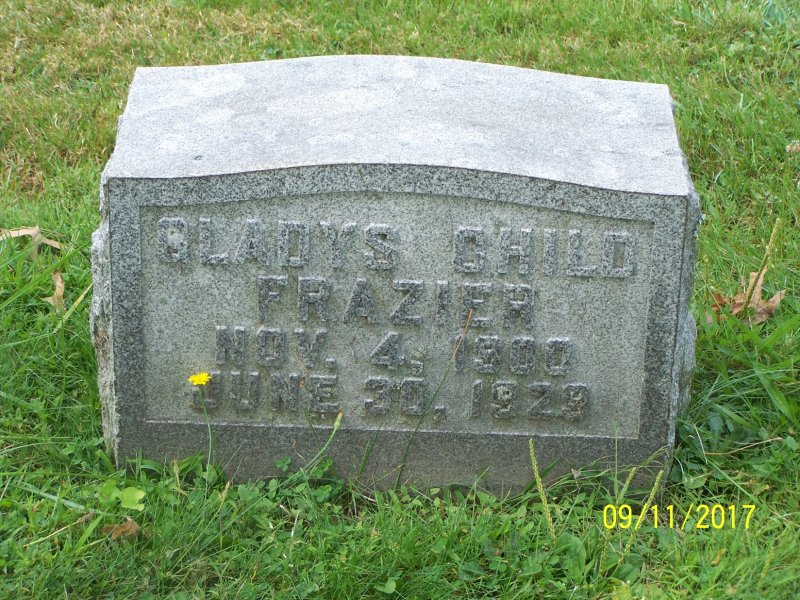 GLADYS CHILD
FRAZIER
NOV. 4, 1900
JUNE 30, 1929
09/11/2017